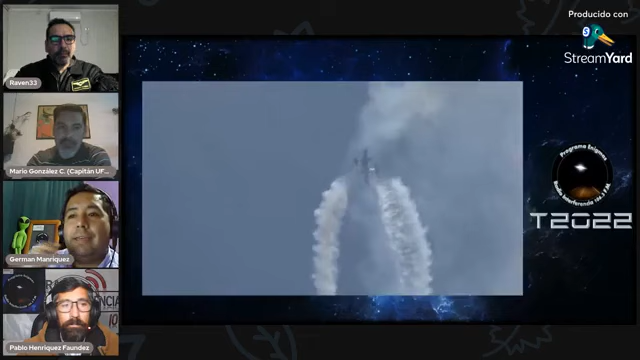 Producido con
StreamYard
Raven33
Mario González C. (Capitán UF...
German Manriquez
Pablo Henriquez Faundez
Programa Enigmas
T2022